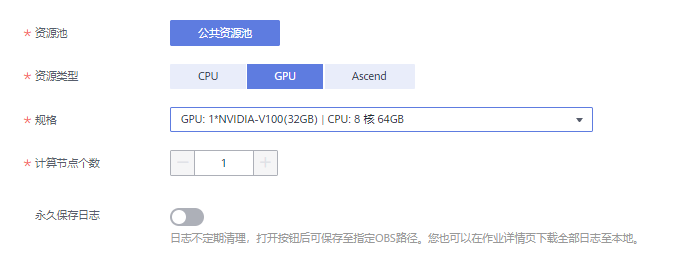 * 资源池 公共资源池
* 资源类型 CPU GPU Ascend
* 规格 GPU: 1*NVIDIA-V100(32GB) | CPU: 8 核 64GB
* 计算节点个数 － 1 ＋
永久保存日志
日志不定期清理，打开按钮后可保存至指定OBS路径。您也可以在作业详情页下载全部日志至本地。